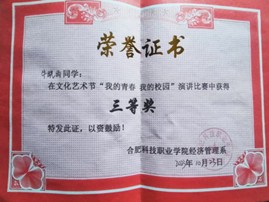 荣誉证书
同学：
在文化艺术节“我的青春 我的校园”演讲比赛中获得
三等奖
特发此证，以资鼓励！
合肥科技职业学院经济管理系
年10月 日